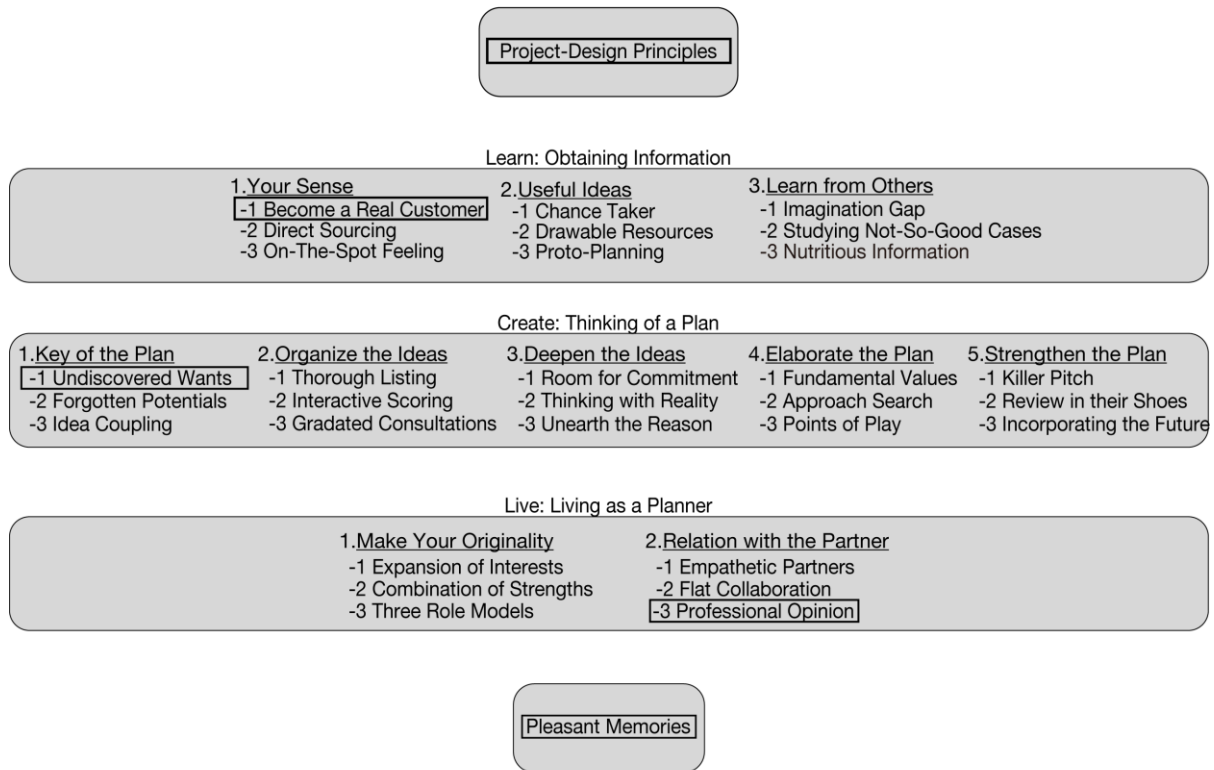 Project-Design Principles
Learn: Obtaining Information
1.Your Sense
-1 Become a Real Customer
-2 Direct Sourcing
-3 On-The-Spot Feeling
2.Useful Ideas
-1 Chance Taker
-2 Drawable Resources
-3 Proto-Planning
3.Learn from Others
-1 Imagination Gap
-2 Studying Not-So-Good Cases
-3 Nutritious Information
Create: Thinking of a Plan
1.Key of the Plan
-1 Undiscovered Wants
-2 Forgotten Potentials
-3 Idea Coupling
2.Organize the Ideas
-1 Thorough Listing
-2 Interactive Scoring
-3 Gradated Consultations
3.Deepen the Ideas
-1 Room for Commitment
-2 Thinking with Reality
-3 Unearth the Reason
4.Elaborate the Plan
-1 Fundamental Values
-2 Approach Search
-3 Points of Play
5.Strengthen the Plan
-1 Killer Pitch
-2 Review in their Shoes
-3 Incorporating the Future
Live: Living as a Planner
1.Make Your Originality
-1 Expansion of Interests
-2 Combination of Strengths
-3 Three Role Models
2.Relation with the Partner
-1 Empathetic Partners
-2 Flat Collaboration
-3 Professional Opinion
Pleasant Memories